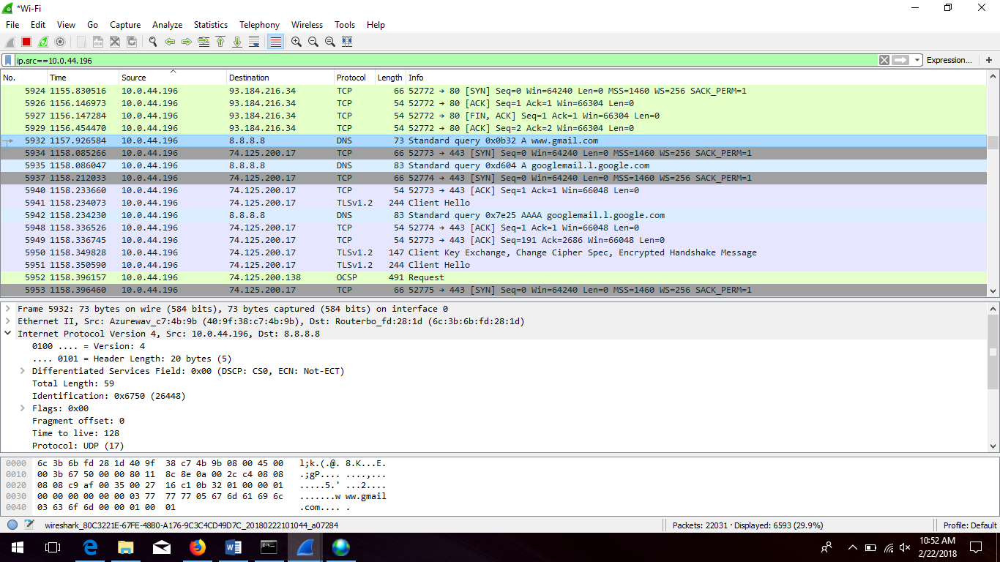 *Wi-Fi
File Edit View Go Capture Analyze Statistics Telephony Wireless Tools Help
ip.src==10.0.44.196 Expression… +
No. Time Source Destination Protocol Length Info
5924 1155.830516 10.0.44.196 93.184.216.34 TCP 66 52772 → 80 [SYN] Seq=0 Win=64240 Len=0 MSS=1460 WS=256 SACK_PERM=1
5926 1156.146973 10.0.44.196 93.184.216.34 TCP 54 52772 → 80 [ACK] Seq=1 Ack=1 Win=66304 Len=0
5927 1156.147284 10.0.44.196 93.184.216.34 TCP 54 52772 → 80 [FIN, ACK] Seq=1 Ack=1 Win=66304 Len=0
5929 1156.454470 10.0.44.196 93.184.216.34 TCP 54 52772 → 80 [ACK] Seq=2 Ack=2 Win=66304 Len=0
5932 1157.926584 10.0.44.196 8.8.8.8 DNS 73 Standard query 0x0b32 A www.gmail.com
5934 1158.085266 10.0.44.196 74.125.200.17 TCP 66 52773 → 443 [SYN] Seq=0 Win=64240 Len=0 MSS=1460 WS=256 SACK_PERM=1
5935 1158.086047 10.0.44.196 8.8.8.8 DNS 83 Standard query 0xd604 A googlemail.l.google.com
5937 1158.212033 10.0.44.196 74.125.200.17 TCP 66 52774 → 443 [SYN] Seq=0 Win=64240 Len=0 MSS=1460 WS=256 SACK_PERM=1
5940 1158.233660 10.0.44.196 74.125.200.17 TCP 54 52773 → 443 [ACK] Seq=1 Ack=1 Win=66048 Len=0
5941 1158.234073 10.0.44.196 74.125.200.17 TLSv1.2 244 Client Hello
5942 1158.234230 10.0.44.196 8.8.8.8 DNS 83 Standard query 0x7e25 AAAA googlemail.l.google.com
5948 1158.336526 10.0.44.196 74.125.200.17 TCP 54 52774 → 443 [ACK] Seq=1 Ack=1 Win=66048 Len=0
5949 1158.336745 10.0.44.196 74.125.200.17 TCP 54 52773 → 443 [ACK] Seq=191 Ack=2686 Win=66048 Len=0
5950 1158.349828 10.0.44.196 74.125.200.17 TLSv1.2 147 Client Key Exchange, Change Cipher Spec, Encrypted Handshake Message
5951 1158.350590 10.0.44.196 74.125.200.17 TLSv1.2 244 Client Hello
5952 1158.396157 10.0.44.196 74.125.200.138 OCSP 491 Request
5953 1158.396460 10.0.44.196 74.125.200.17 TCP 66 52775 → 443 [SYN] Seq=0 Win=64240 Len=0 MSS=1460 WS=256 SACK_PERM=1
Frame 5932: 73 bytes on wire (584 bits), 73 bytes captured (584 bits) on interface 0
Ethernet II, Src: Azurewav_c7:4b:9b (40:9f:38:c7:4b:9b), Dst: Routerbo_fd:28:1d (6c:3b:6b:fd:28:1d)
Internet Protocol Version 4, Src: 10.0.44.196, Dst: 8.8.8.8
0100 .... = Version: 4
.... 0101 = Header Length: 20 bytes (5)
Differentiated Services Field: 0x00 (DSCP: CS0, ECN: Not-ECT)
Total Length: 59
Identification: 0x6750 (26448)
Flags: 0x00
Fragment offset: 0
Time to live: 128
Protocol: UDP (17)
0000 6c 3b 6b fd 28 1d 40 9f 38 c7 4b 9b 08 00 45 00 l;k.(.@. 8.K...E.
0010 00 3b 67 50 00 00 80 11 8c 8e 0a 00 2c c4 08 08 .;gP.... ....,...
0020 08 08 c9 af 00 35 00 27 16 c1 0b 32 01 00 00 01 .....5.' ...2....
0030 00 00 00 00 00 00 03 77 77 77 05 67 6d 61 69 6c .......w ww.gmail
0040 03 63 6f 6d 00 00 01 00 01 .com.... .
wireshark_80C3221E-67FE-48B0-A176-9C3C4CD49D7C_20180222101044_a07284 Packets: 22031 · Displayed: 6593 (29.9%) Profile: Default
10:52 AM
2/22/2018